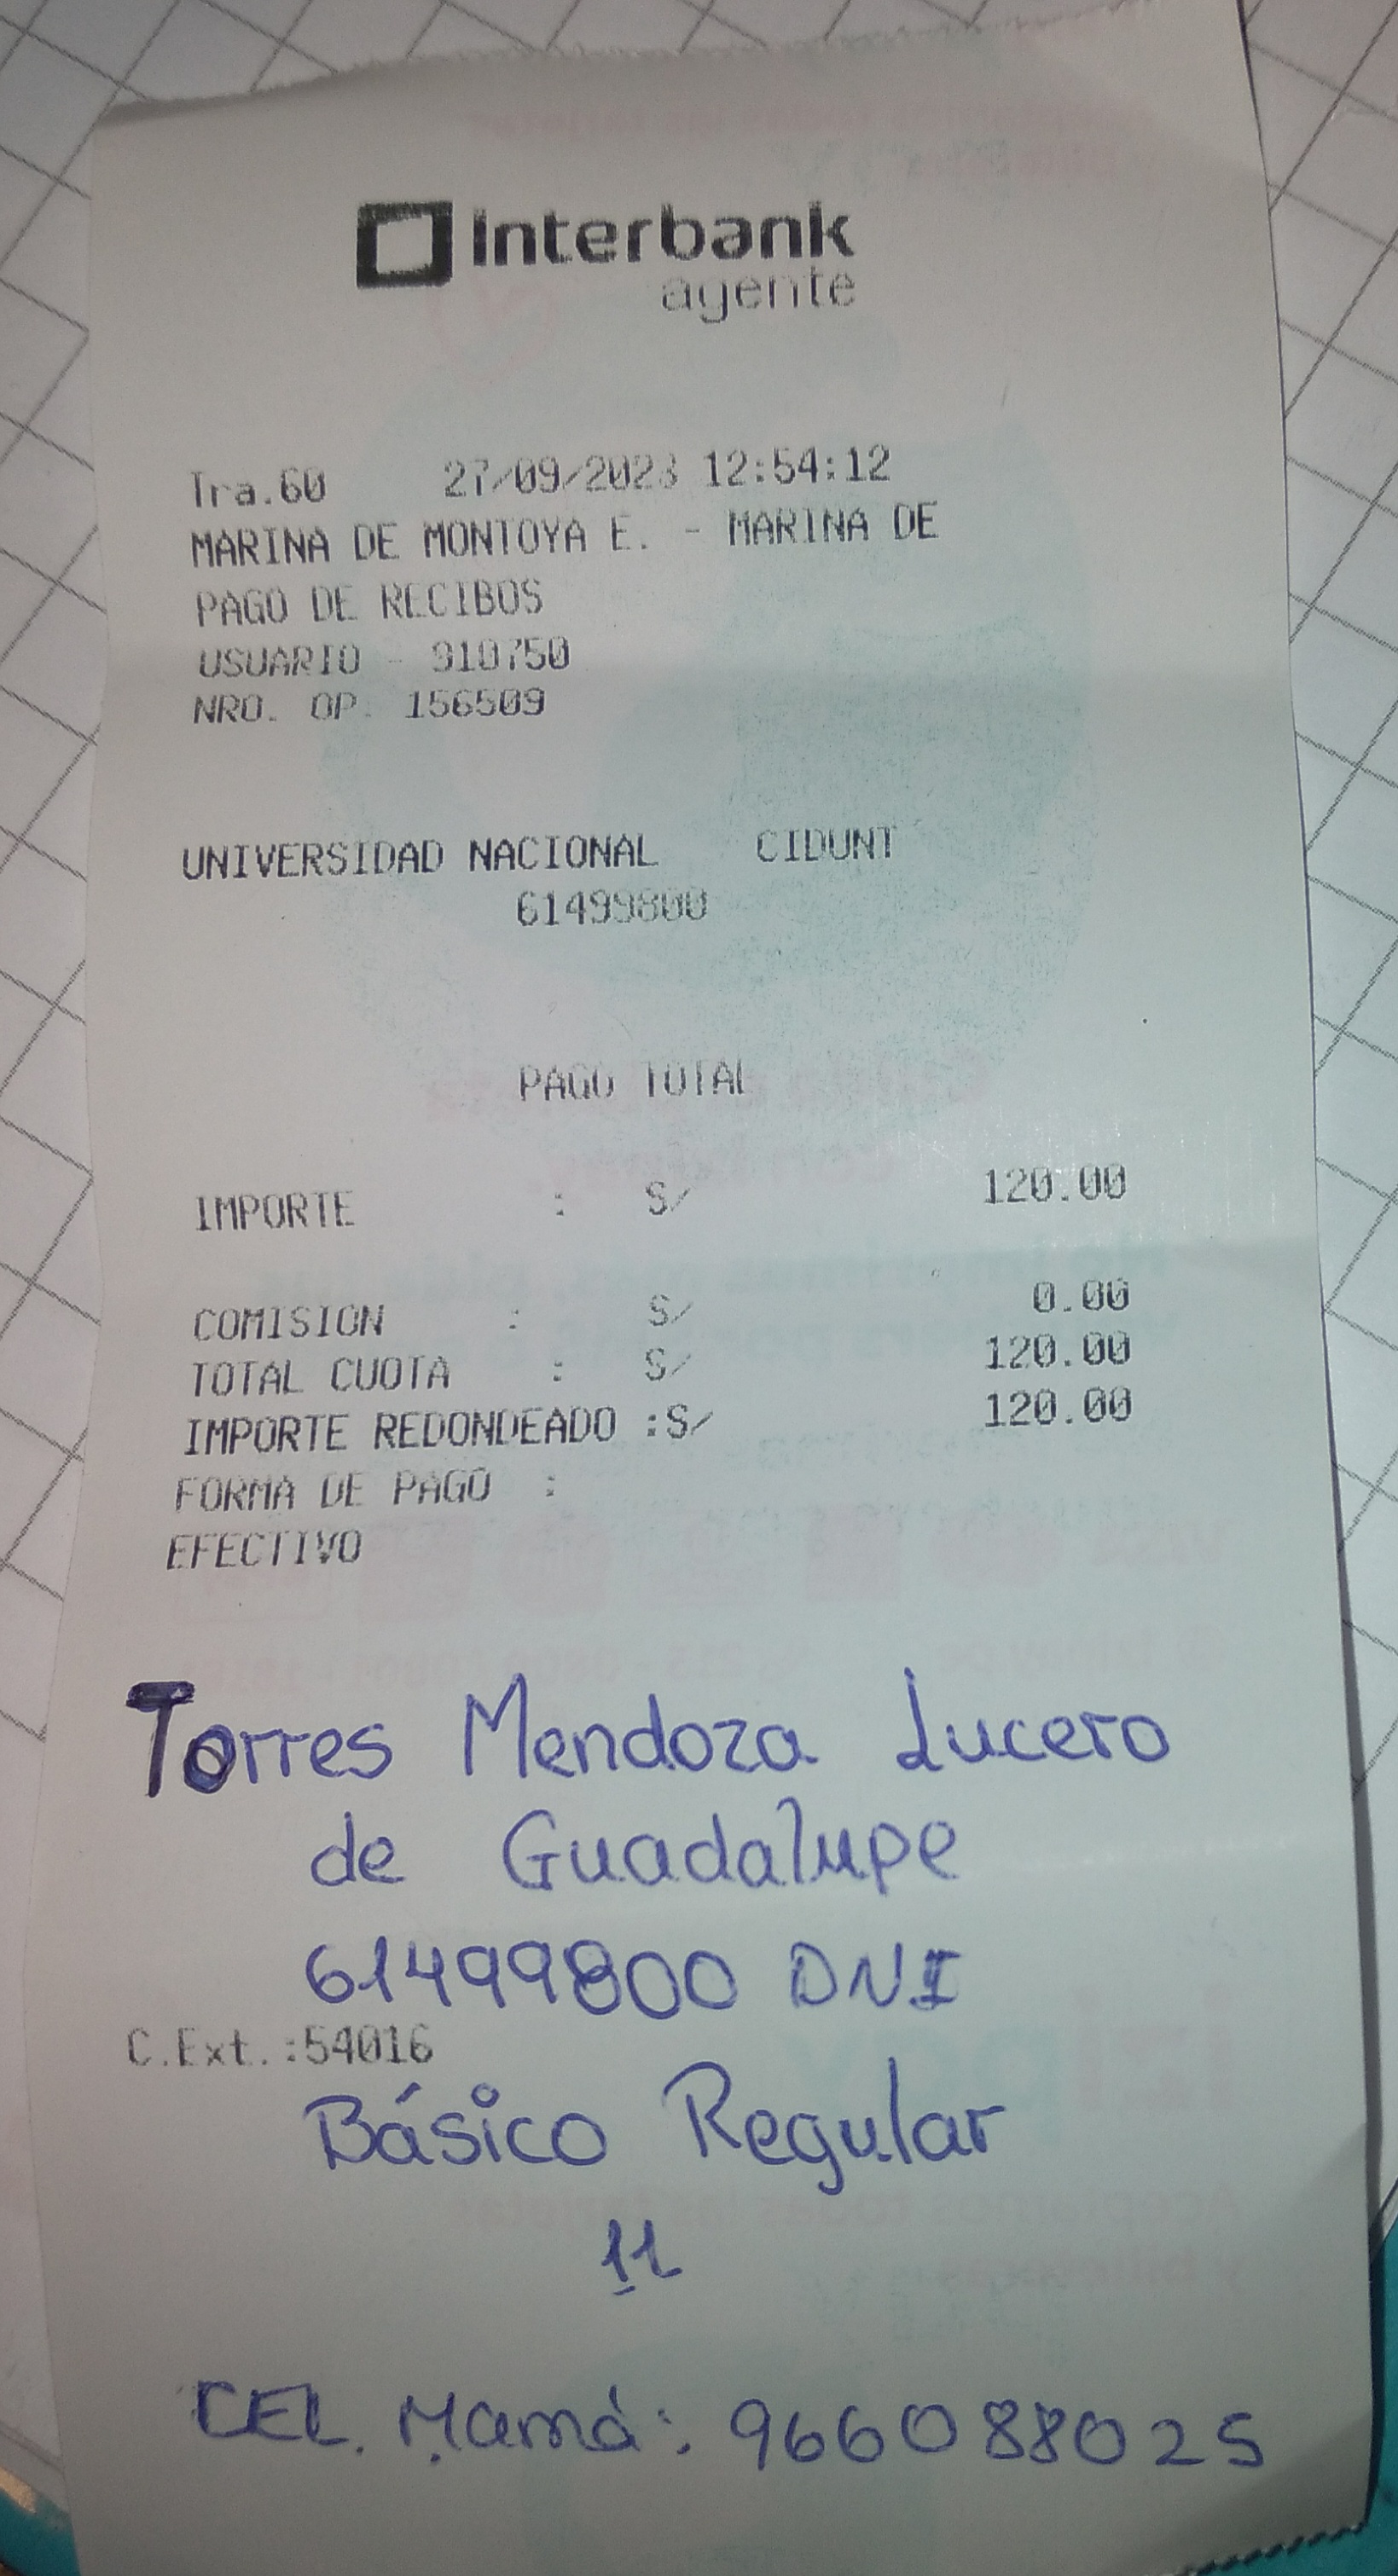 interbank
agente
Tra.60 27/09/2023 12:54:12
MARINA DE MONTOYA E. - MARINA DE
PAGO DE RECIBOS
USUARIO - 910750
NRO. OP. 156509
UNIVERSIDAD NACIONAL CIDUNT
61499800
PAGO TOTAL
IMPORTE : S/ 120.00
COMISION : S/ 0.00
TOTAL CUOTA : S/ 120.00
IMPORTE REDONDEADO :S/ 120.00
FORMA DE PAGO :
EFECTIVO
Torres Mendoza Lucero
de Guadalupe
61499800 DNI
C.Ext.:54016
Básico Regular
11
CEL. Mamá: 966088025